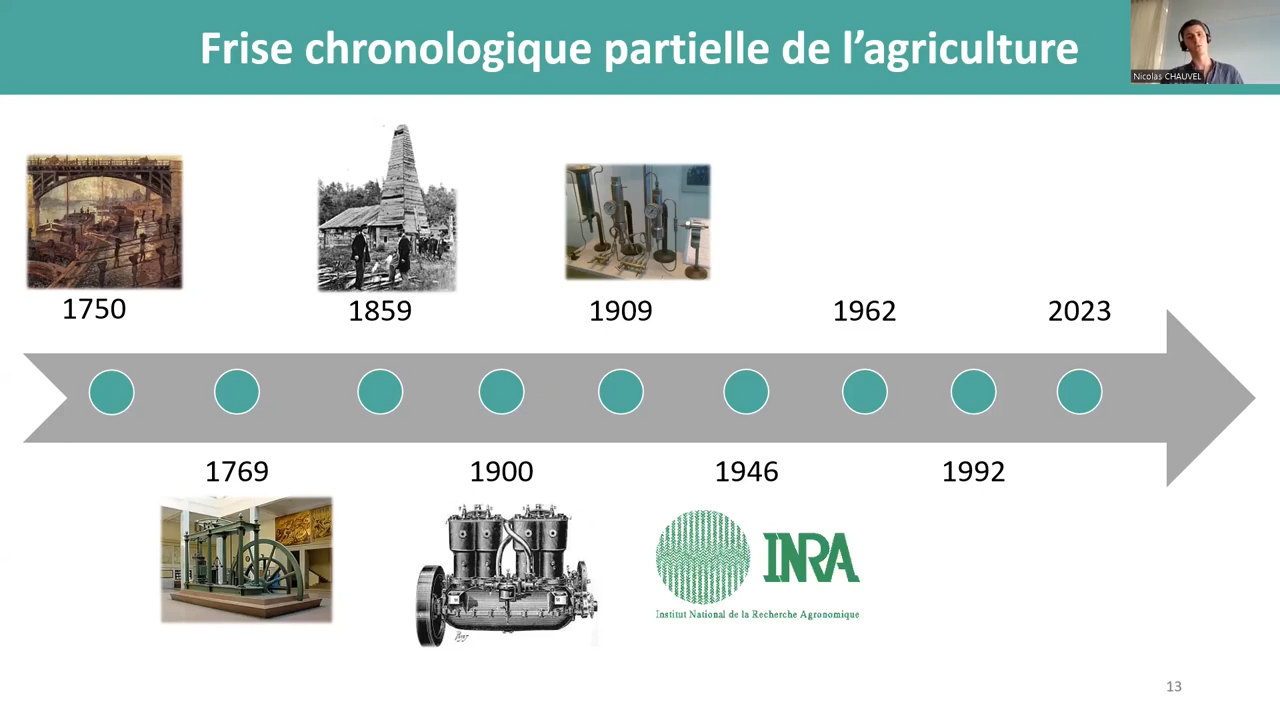 Frise chronologique partielle de l’agriculture
Nicolas CHAUVEL
1750
1859
1909
1962
2023
1769
1900
1946
1992
INRA
Institut National de la Recherche Agronomique
13